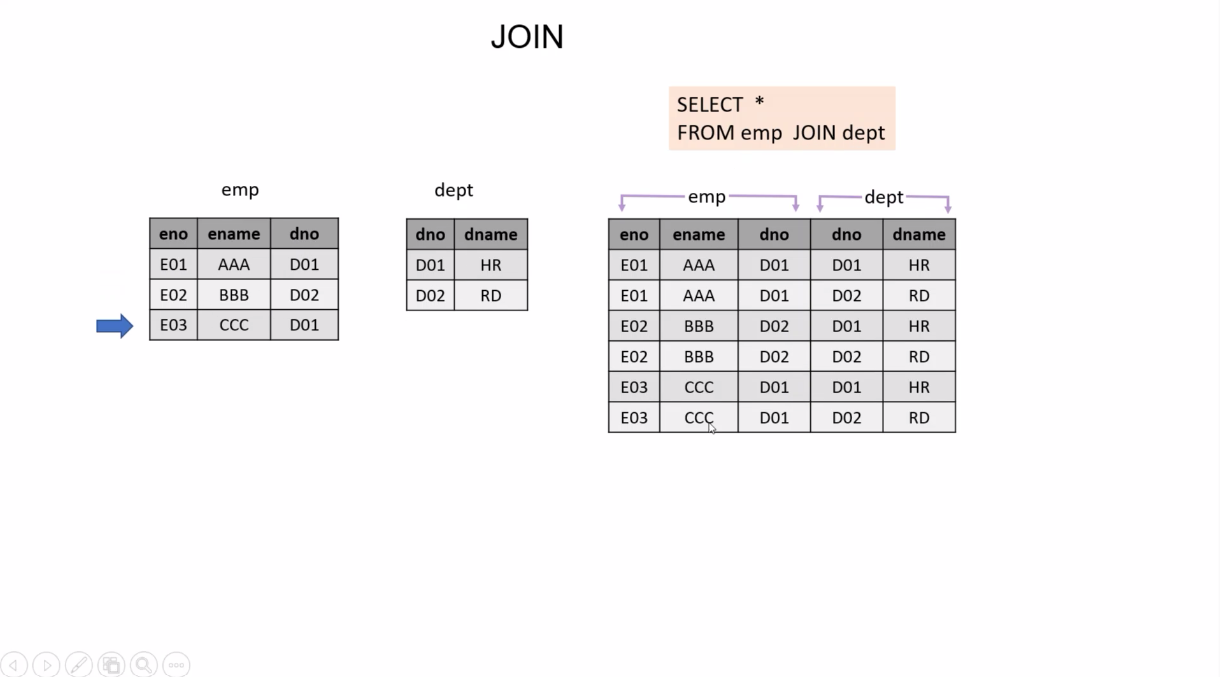 JOIN
SELECT *
FROM emp JOIN dept
emp
eno ename dno
E01 AAA D01
E02 BBB D02
E03 CCC D01
dept
dno dname
D01 HR
D02 RD
emp dept
eno ename dno dno dname
E01 AAA D01 D01 HR
E01 AAA D01 D02 RD
E02 BBB D02 D01 HR
E02 BBB D02 D02 RD
E03 CCC D01 D01 HR
E03 CCC D01 D02 RD